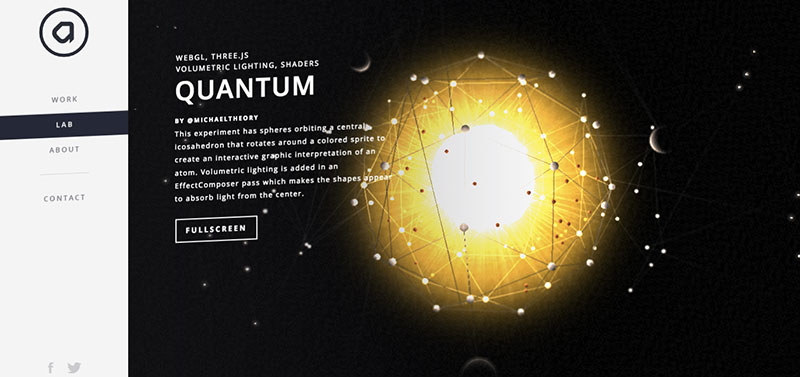 WORK
LAB
ABOUT
CONTACT
WEBGL, THREE.JS
VOLUMETRIC LIGHTING, SHADERS
QUANTUM
BY @MICHAELTHEORY
This experiment has spheres orbiting a central
icosahedron that rotates around a colored sprite to
create an interactive graphic interpretation of an
atom. Volumetric lighting is added in an
EffectComposer pass which makes the shapes appear
to absorb light from the center.
FULLSCREEN